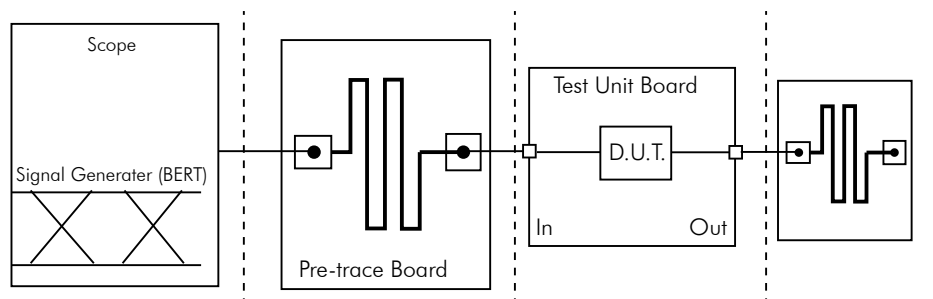 Scope
Signal Generater (BERT)
Pre-trace Board
Test Unit Board
D.U.T.
In
Out